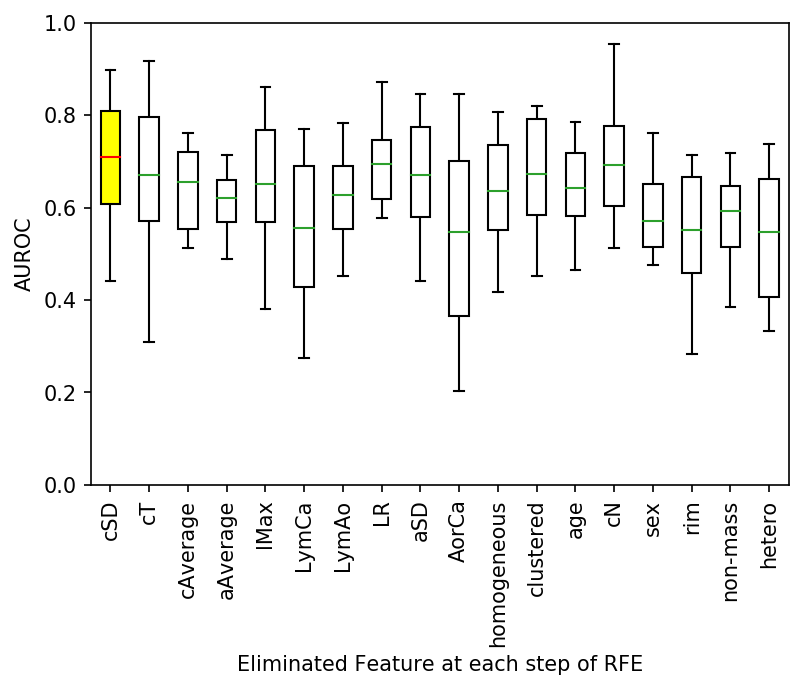 AUROC
1.0
0.8
0.6
0.4
0.2
0.0
cSD
cT
cAverage
aAverage
lMax
LymCa
LymAo
LR
aSD
AorCa
homogeneous
clustered
age
cN
sex
rim
non-mass
hetero
Eliminated Feature at each step of RFE